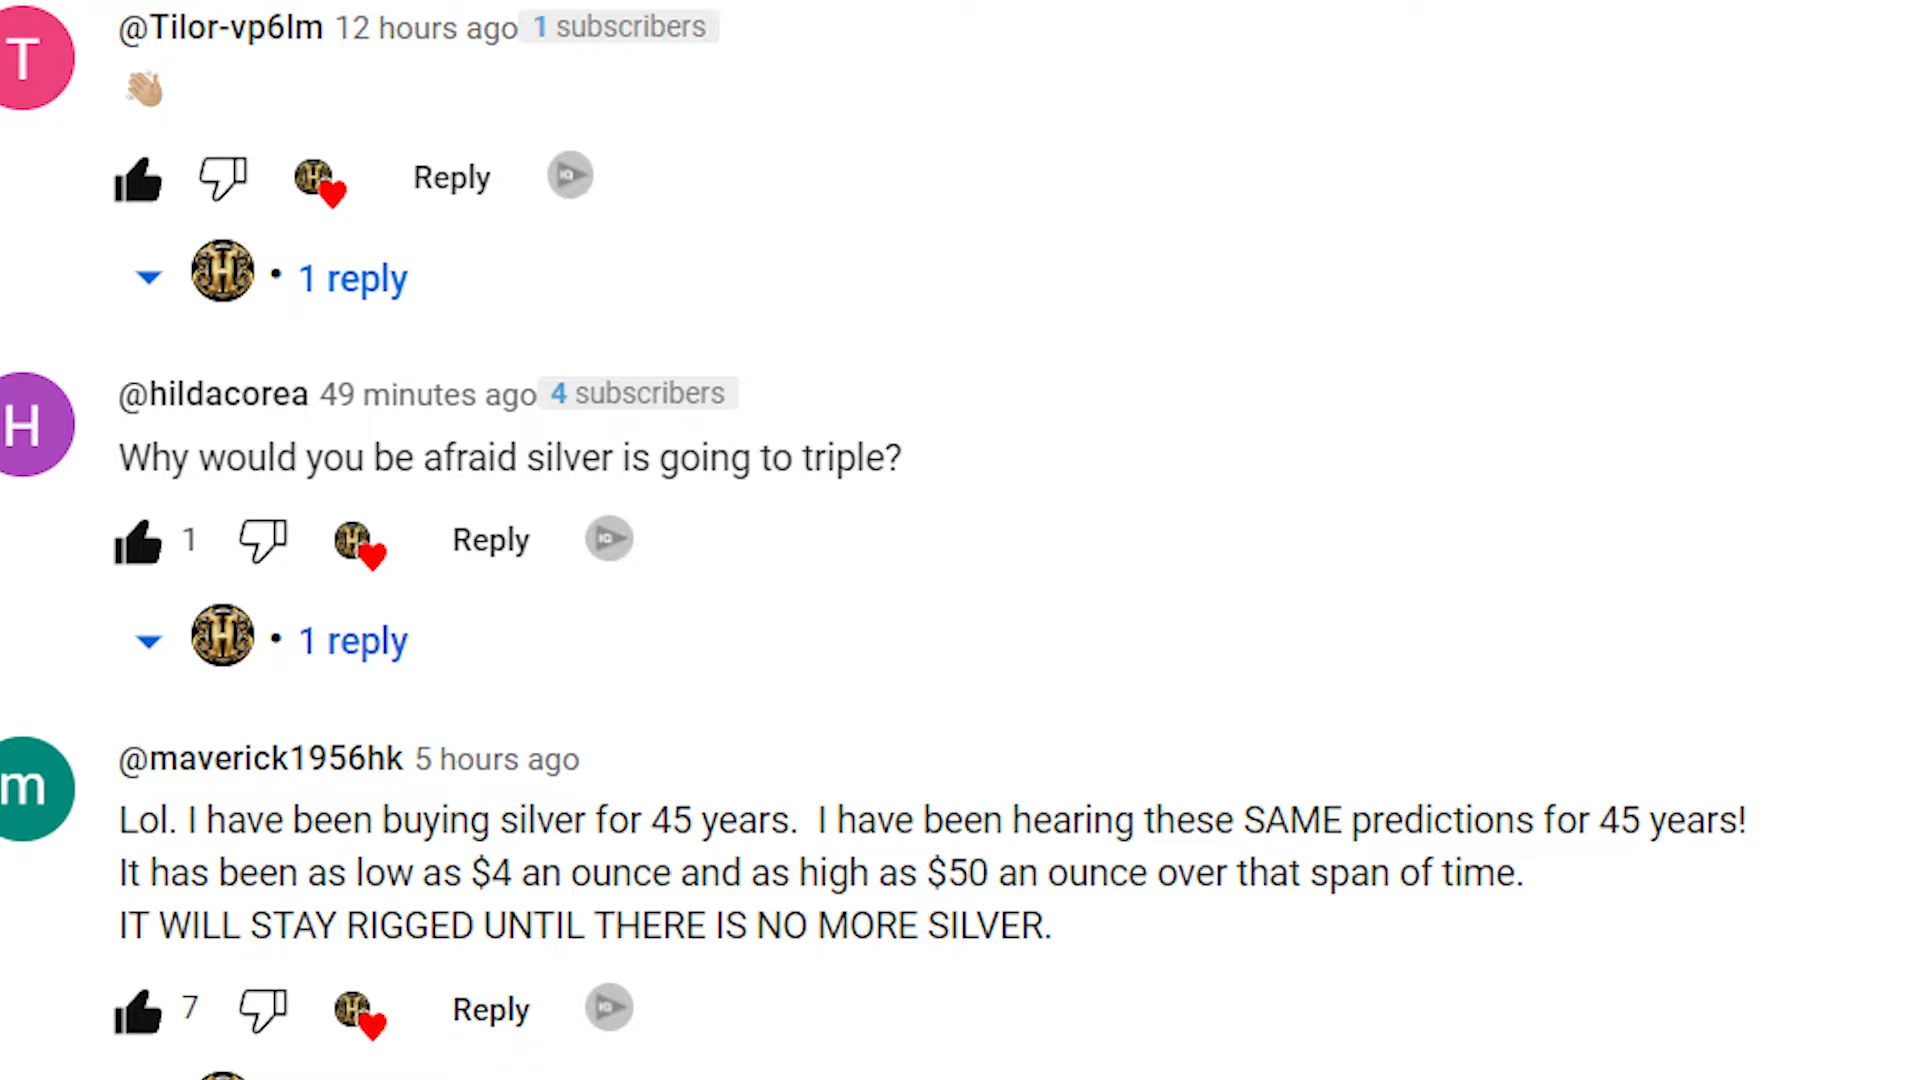 T
@Tilor-vp6lm 12 hours ago 1 subscribers
Reply
H • 1 reply
H
@hildacorea 49 minutes ago 4 subscribers
Why would you be afraid silver is going to triple?
1 Reply
H • 1 reply
m
@maverick1956hk 5 hours ago
Lol. I have been buying silver for 45 years.  I have been hearing these SAME predictions for 45 years!
It has been as low as $4 an ounce and as high as $50 an ounce over that span of time.
IT WILL STAY RIGGED UNTIL THERE IS NO MORE SILVER.
7 Reply